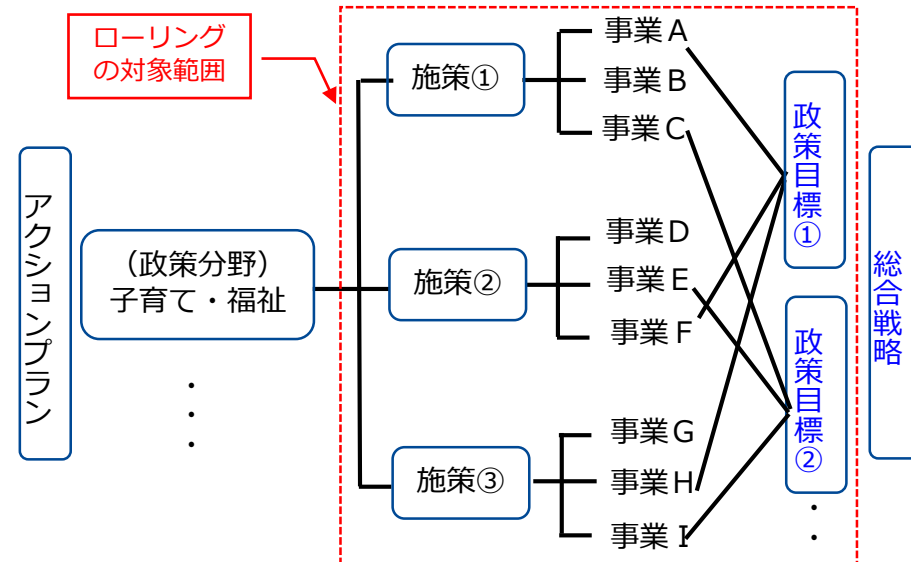 ローリング
の対象範囲
アクションプラン
（政策分野）
子育て・福祉
・
・
・
施策①
事業A
事業B
事業C
施策②
事業D
事業E
事業F
施策③
事業G
事業H
事業I
政策目標①
政策目標②
・
・
総合戦略